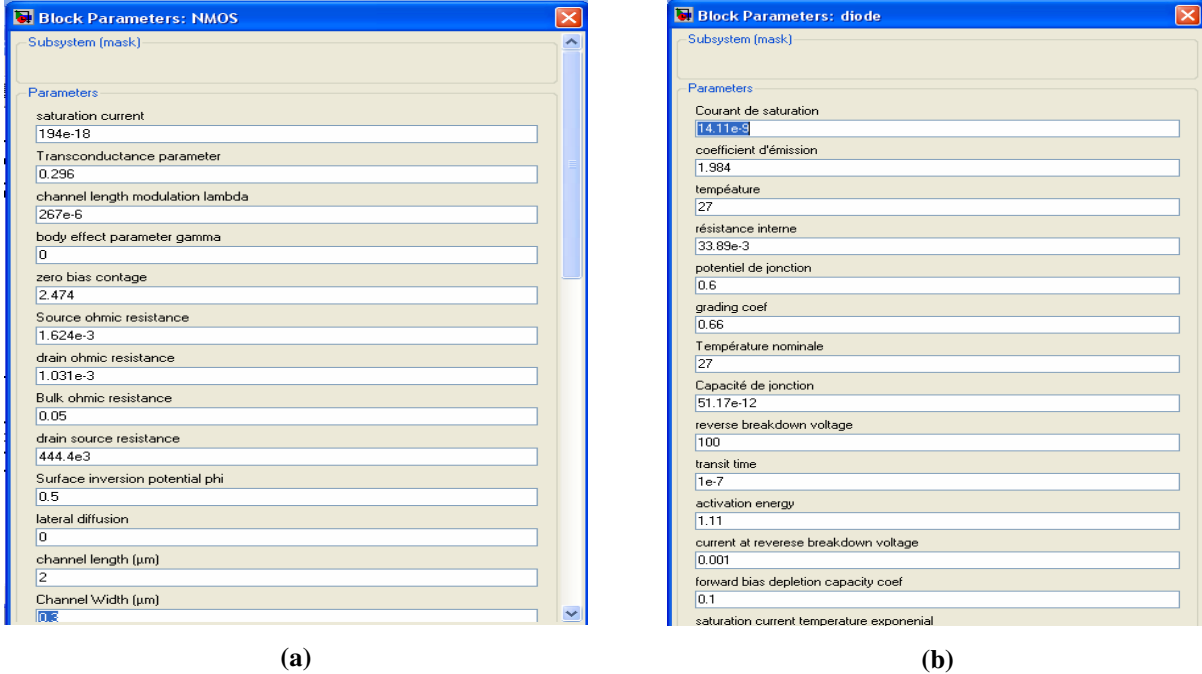 Block Parameters: NMOS
Subsystem (mask)
Parameters
saturation current
194e-18
Transconductance parameter
0.296
channel length modulation lambda
267e-6
body effect parameter gamma
0
zero bias contage
2.474
Source ohmic resistance
1.624e-3
drain ohmic resistance
1.031e-3
Bulk ohmic resistance
0.05
drain source resistance
444.4e3
Surface inversion potential phi
0.5
lateral diffusion
0
channel length (µm)
2
Channel Width (µm)
0.3
(a)
Block Parameters: diode
Subsystem (mask)
Parameters
Courant de saturation
14.11e-9
coefficient d'émission
1.984
tempéature
27
résistance interne
33.89e-3
potentiel de jonction
0.6
grading coef
0.66
Température nominale
27
Capacité de jonction
51.17e-12
reverse breakdown voltage
100
transit time
1e-7
activation energy
1.11
current at reverese breakdown voltage
0.001
forward bias depletion capacity coef
0.1
saturation current temperature exponenial
(b)